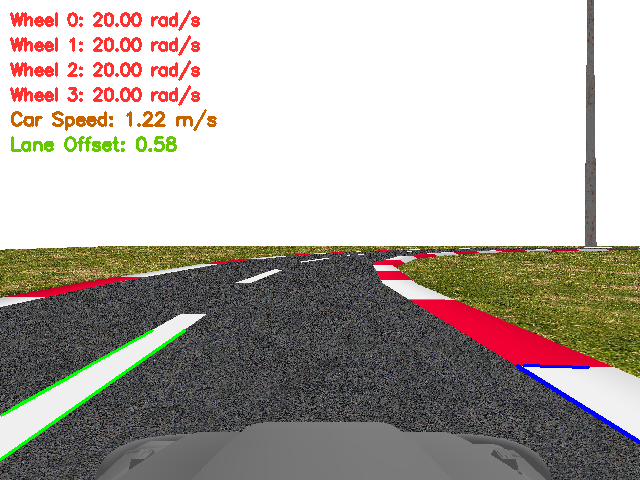 Wheel 0: 20.00 rad/s
Wheel 1: 20.00 rad/s
Wheel 2: 20.00 rad/s
Wheel 3: 20.00 rad/s
Car Speed: 1.22 m/s
Lane Offset: 0.58